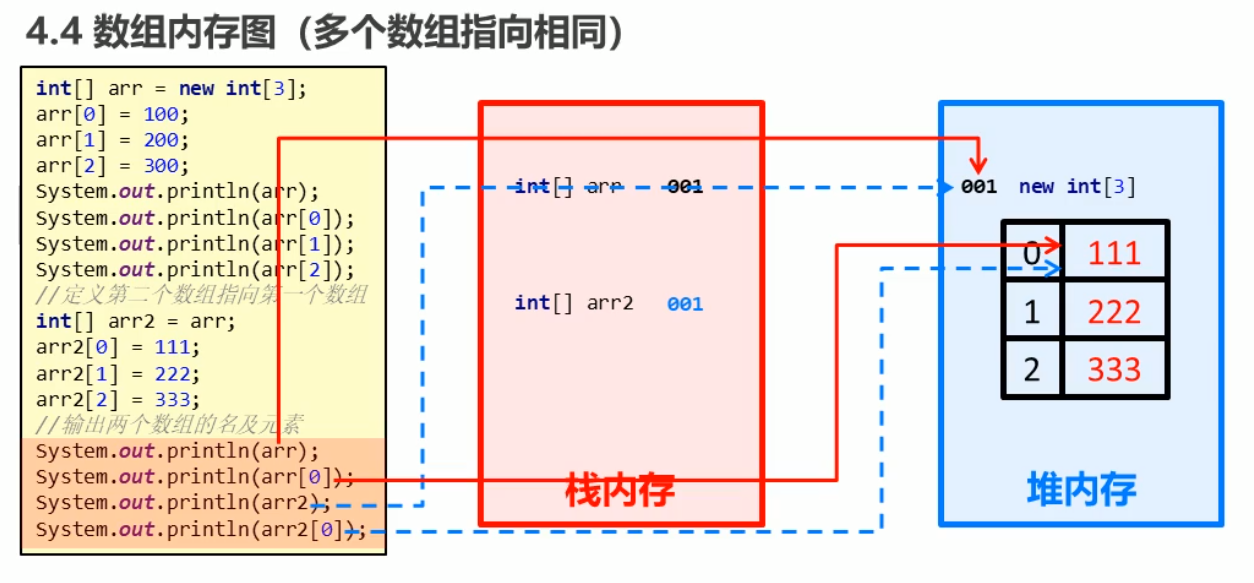 4.4 数组内存图（多个数组指向相同）
int[] arr = new int[3];
arr[0] = 100;
arr[1] = 200;
arr[2] = 300;
System.out.println(arr);
System.out.println(arr[0]);
System.out.println(arr[1]);
System.out.println(arr[2]);
//定义第二个数组指向第一个数组
int[] arr2 = arr;
arr2[0] = 111;
arr2[1] = 222;
arr2[2] = 333;
//输出两个数组的名及元素
System.out.println(arr);
System.out.println(arr[0]);
System.out.println(arr2);
System.out.println(arr2[0]);
int[] arr 001
int[] arr2 001
栈内存
001 new int[3]
0 111
1 222
2 333
堆内存